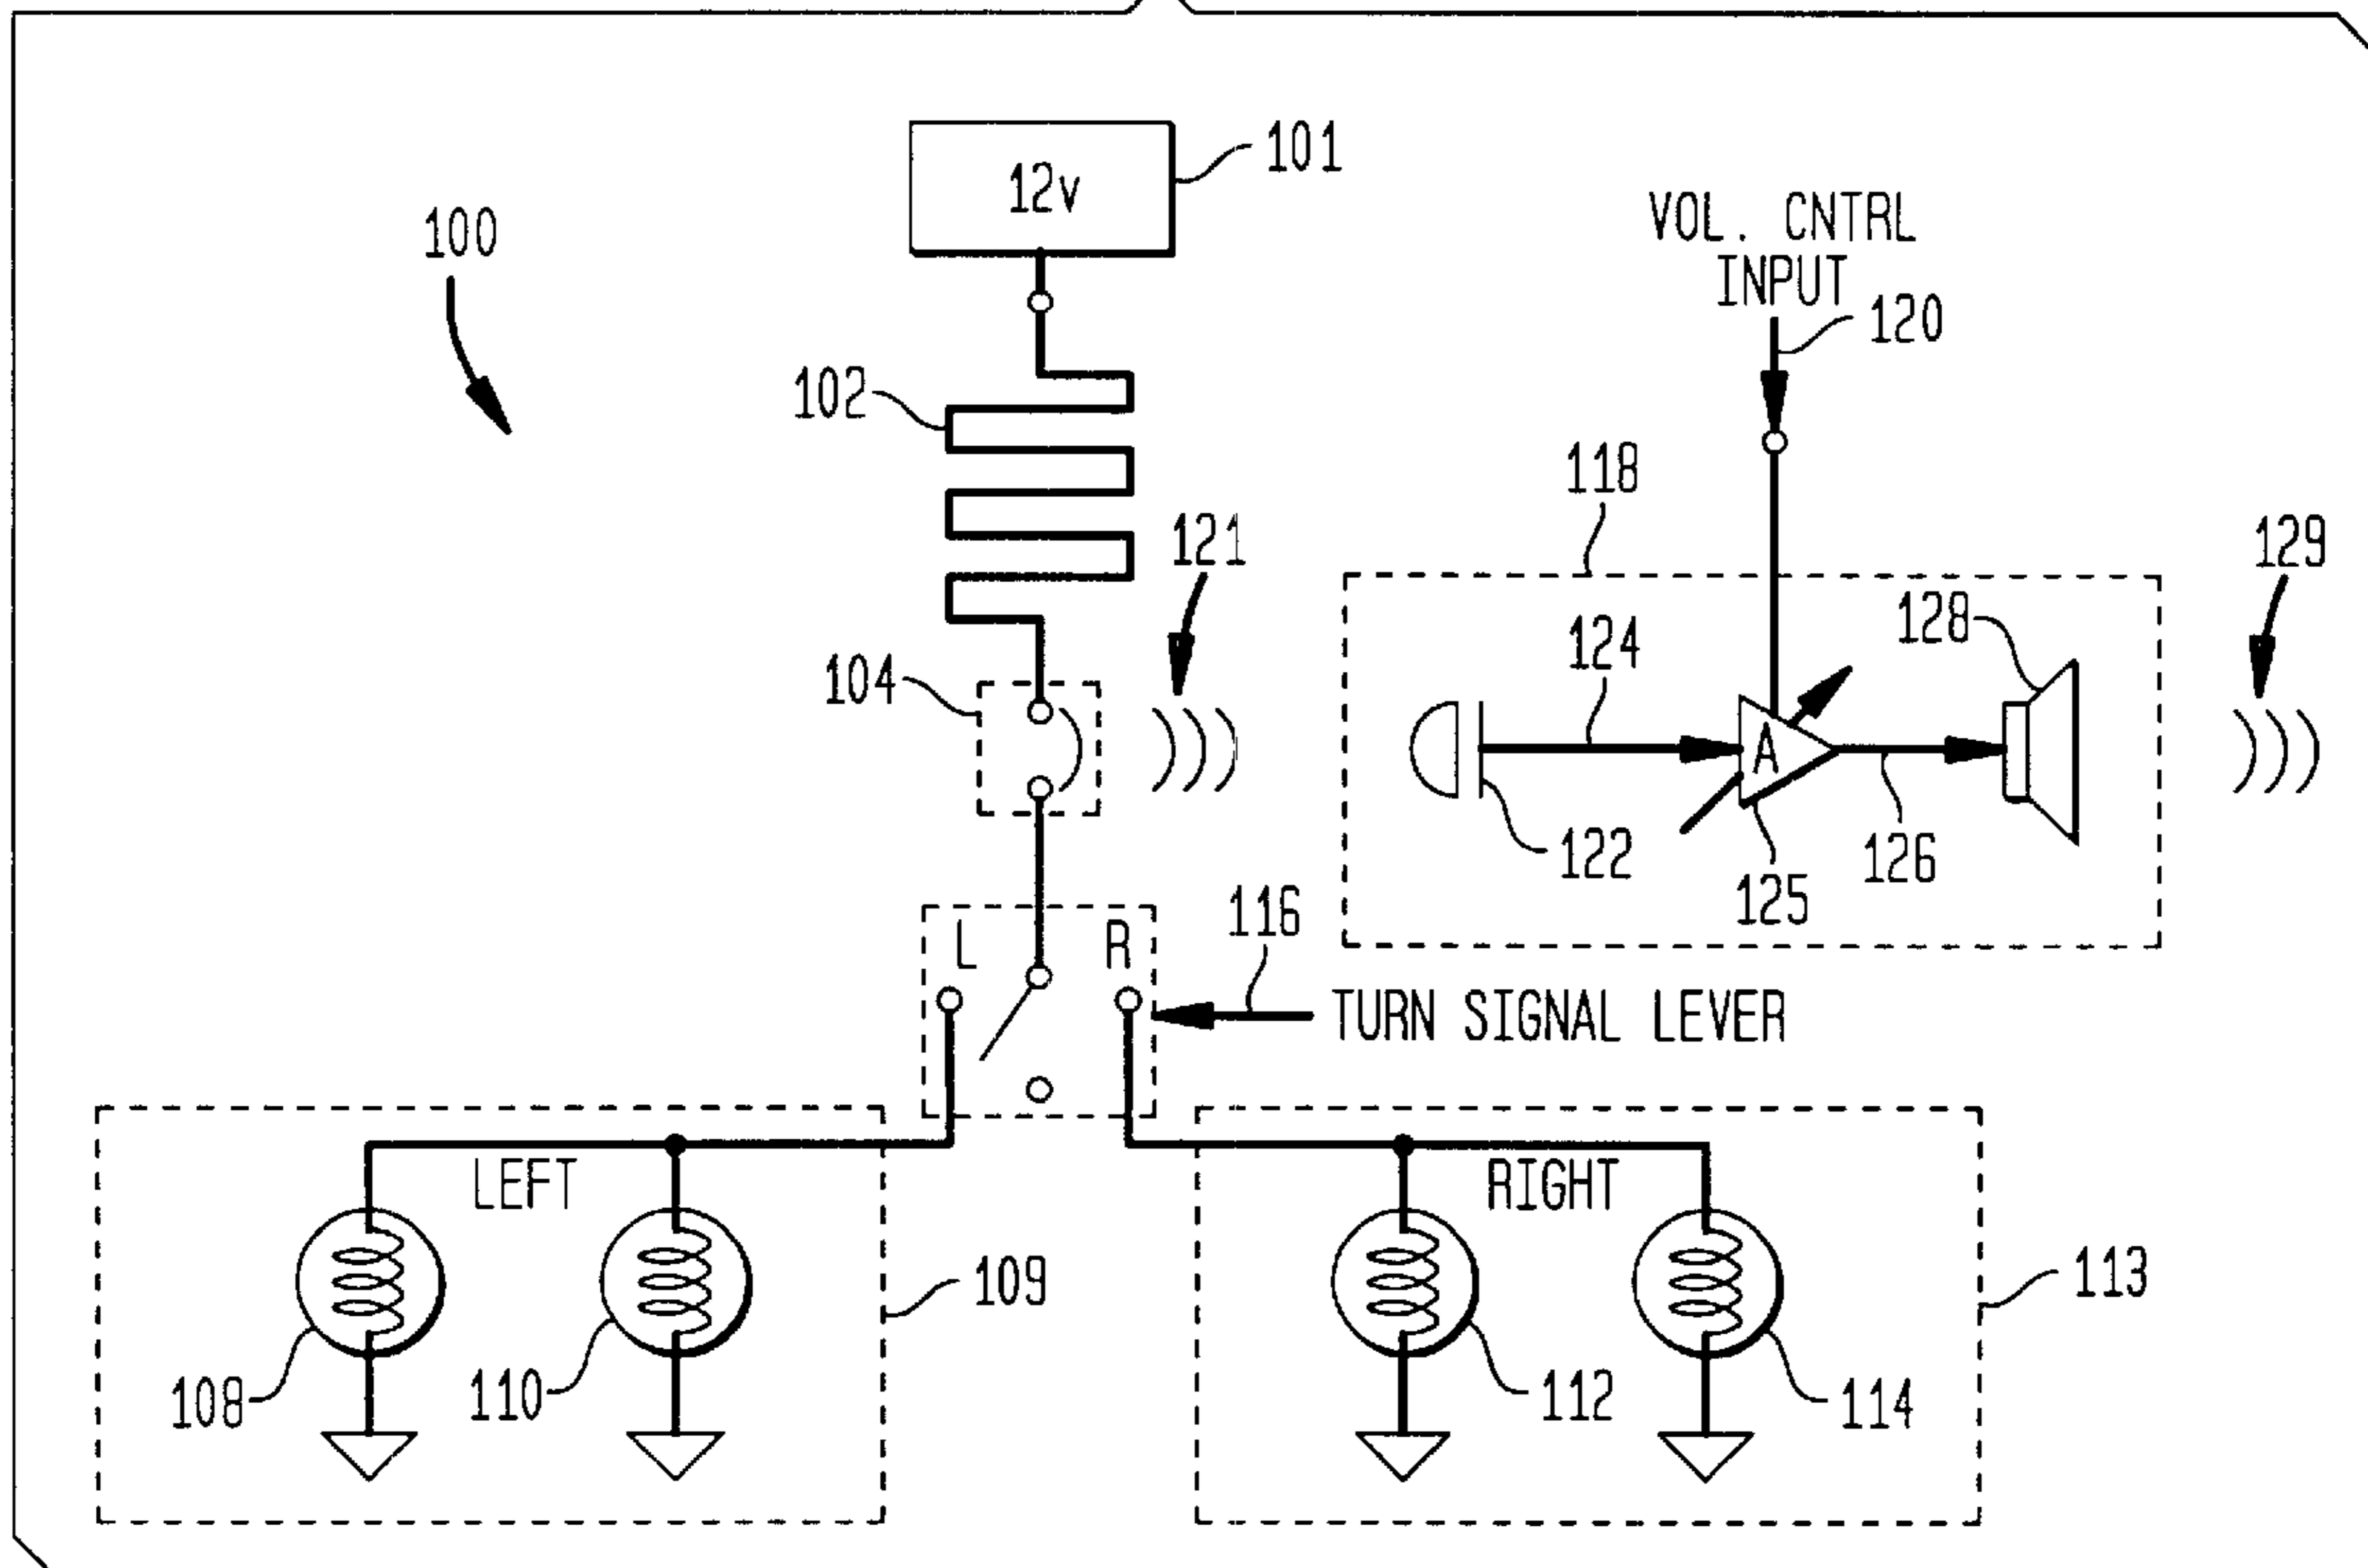 101
12v
100
VOL. CNTRL
INPUT
120
102
118
121
129
124
128
104
A
122
125
126
116
L
R
TURN SIGNAL LEVER
LEFT
RIGHT
109
113
108
110
112
114